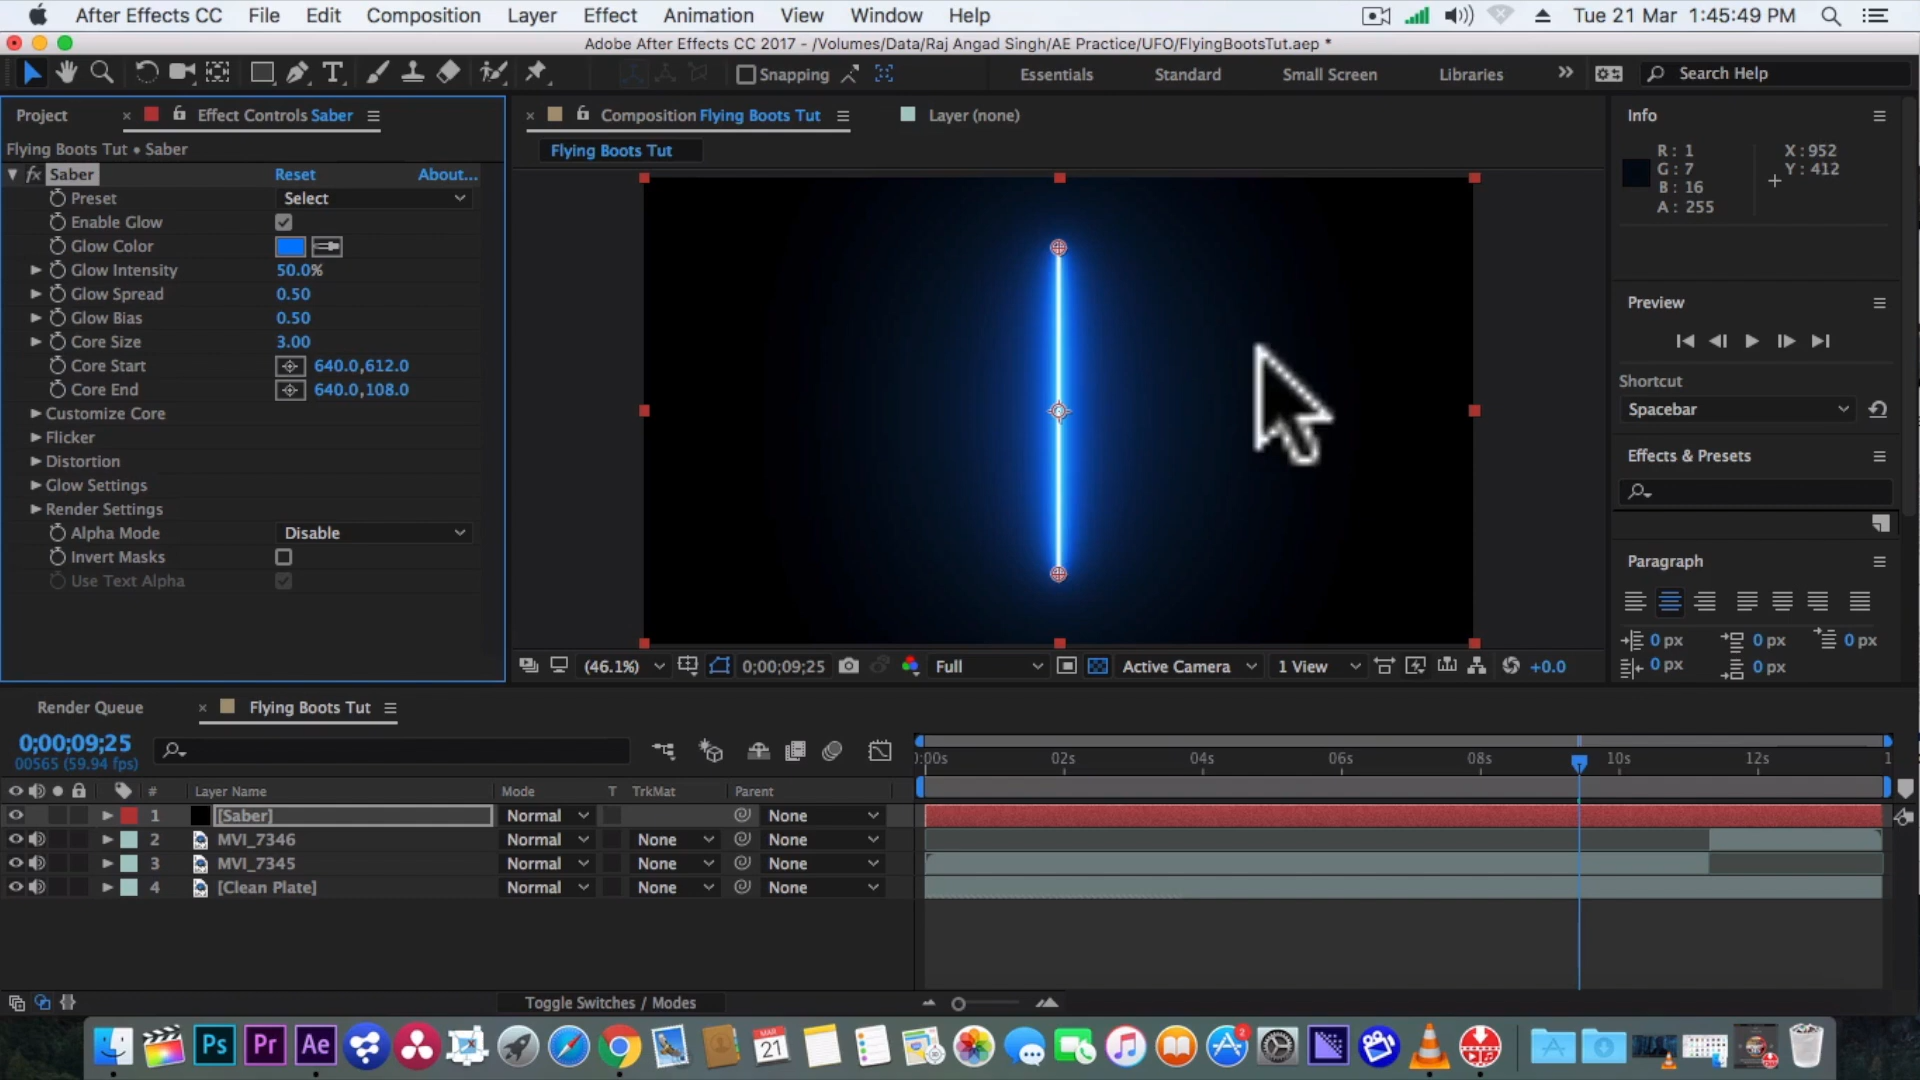 After Effects CC File Edit Composition Layer Effect Animation View Window Help Tue 21 Mar 1:45:49 PM
Adobe After Effects CC 2017 - /Volumes/Data/Raj Angad Singh/AE Practice/UFO/FlyingBootsTut.aep *
T Snapping Essentials Standard Small Screen Libraries Search Help
Project × Effect Controls Saber
× Composition Flying Boots Tut Layer (none)
Info
Flying Boots Tut • Saber
Flying Boots Tut
R : 1 X : 952
G : 7 Y : 412
B : 16
A : 255
fx Saber Reset About...
Preset Select
Enable Glow
Glow Color
Glow Intensity 50.0%
Glow Spread 0.50
Glow Bias 0.50
Core Size 3.00
Core Start 640.0,612.0
Core End 640.0,108.0
Customize Core
Flicker
Distortion
Glow Settings
Render Settings
Alpha Mode Disable
Invert Masks
Use Text Alpha
Preview
Shortcut
Spacebar
Effects & Presets
Paragraph
0 px 0 px 0 px
0 px 0 px
(46.1%) 0;00;09;25 Full Active Camera 1 View +0.0
Render Queue × Flying Boots Tut
0;00;09;25
00565 (59.94 fps)
:00s 02s 04s 06s 08s 10s 12s 1
# Layer Name Mode T TrkMat Parent
1 [Saber] Normal None
2 MVI_7346 Normal None None
3 MVI_7345 Normal None None
4 [Clean Plate] Normal None None
Toggle Switches / Modes
Ps Pr Ae MAR 21 2